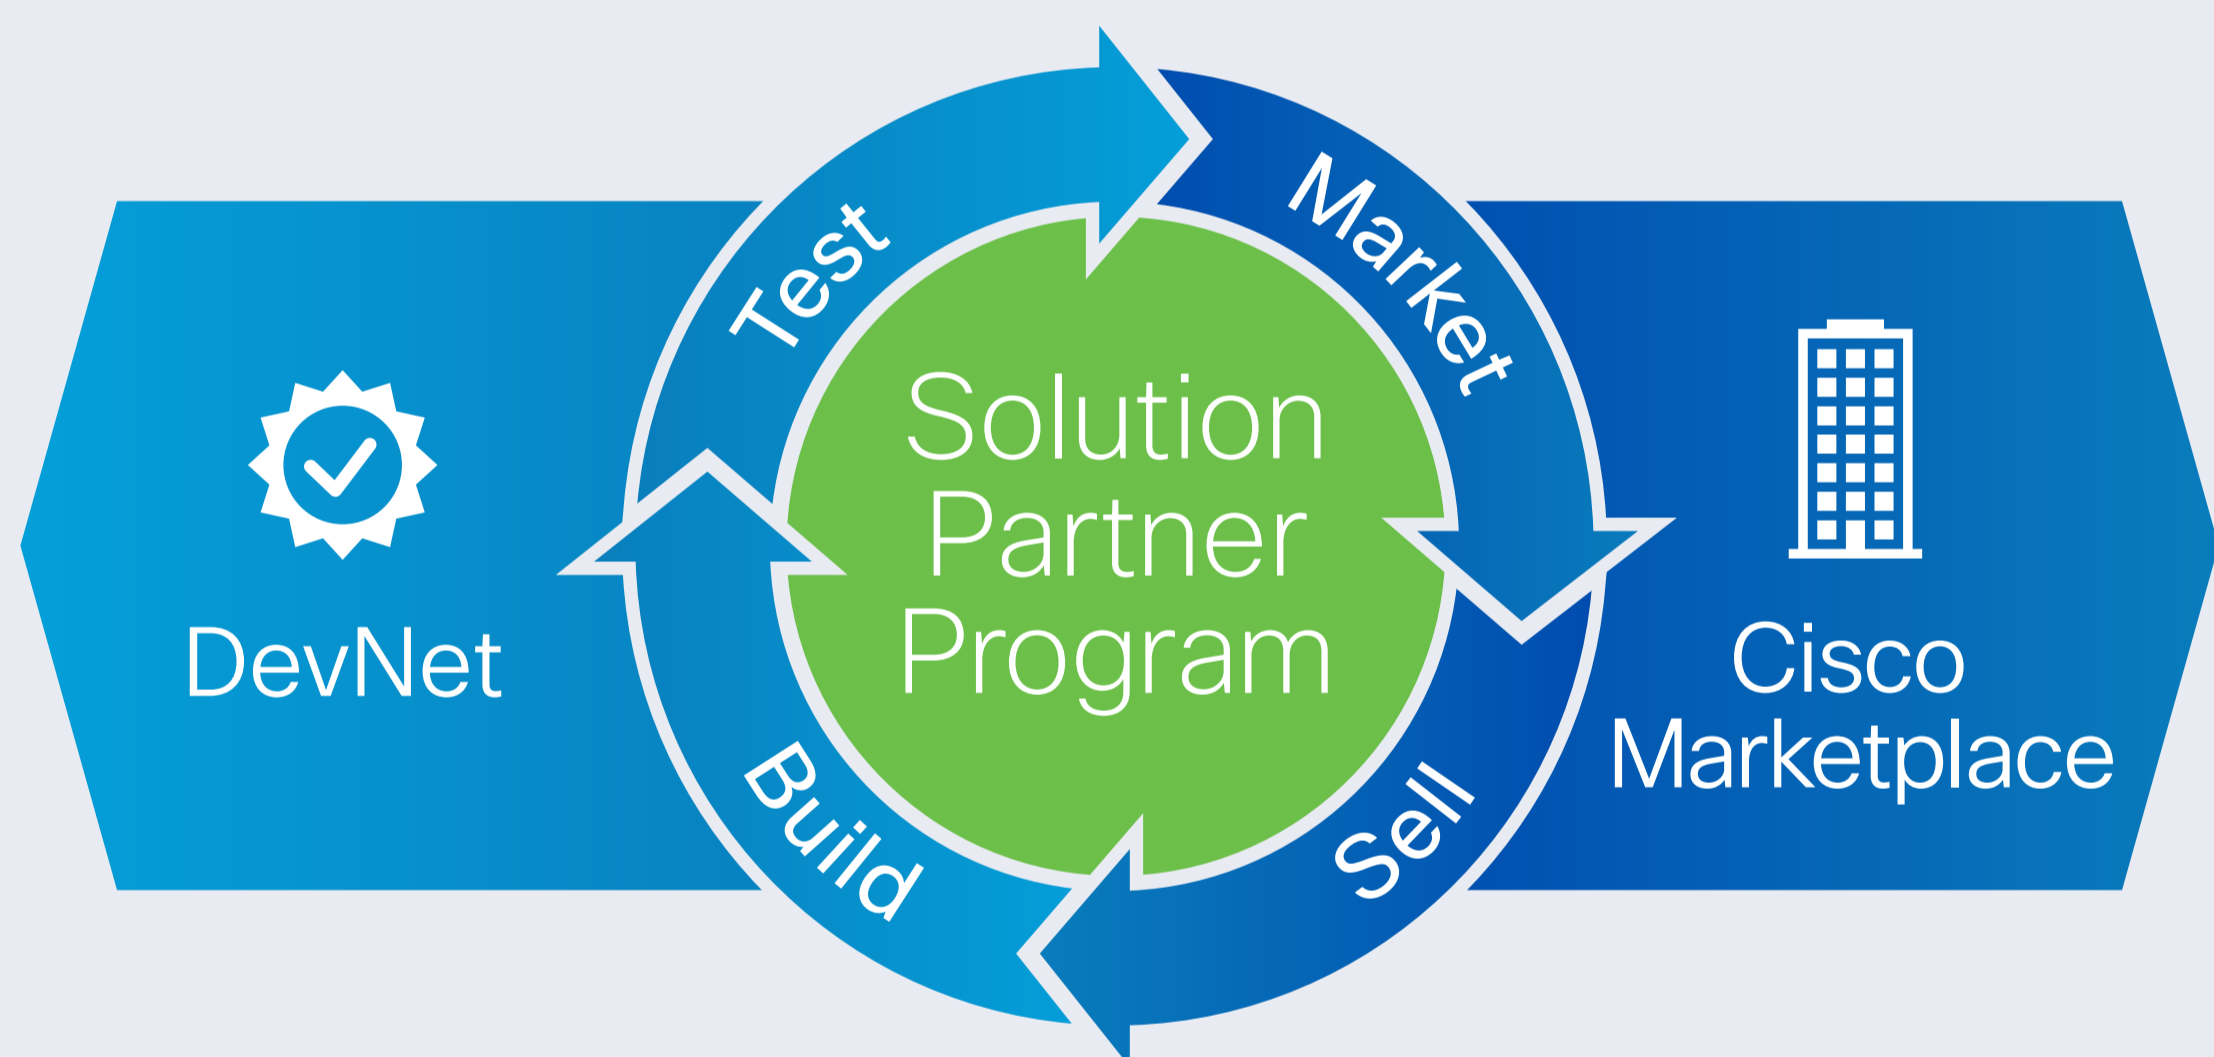 Test
Market
Solution
Partner
Program
DevNet
Cisco
Marketplace
Build
Sell